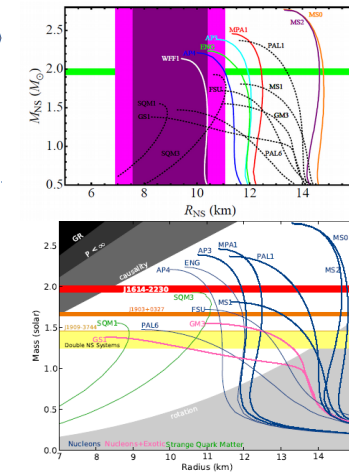 )
M_NS (M_⊙)
2.5
2.0
1.5
1.0
0.5
MS0
MS2
MPA1
AP3
PAL1
ENG
AP4
WFF1
FSU
MS1
SQM1
GS1
GM3
SQM3
PAL6
6
8
10
12
14
R_NS (km)
GR
P < ∞
causality
MS0
MPA1
AP3
PAL1
ENG
AP4
MS2
J1614-2230
SQM3
J1903+0327
FSU
MS1
J1909-3744
SQM1
PAL6
GM3
GS1
Double NS Systems
rotation
Nucleons
Nucleons+Exotic
Strange Quark Matter
Mass (solar)
2.5
2.0
1.5
1.0
0.5
0.0
7
8
9
10
11
12
13
14
Radius (km)